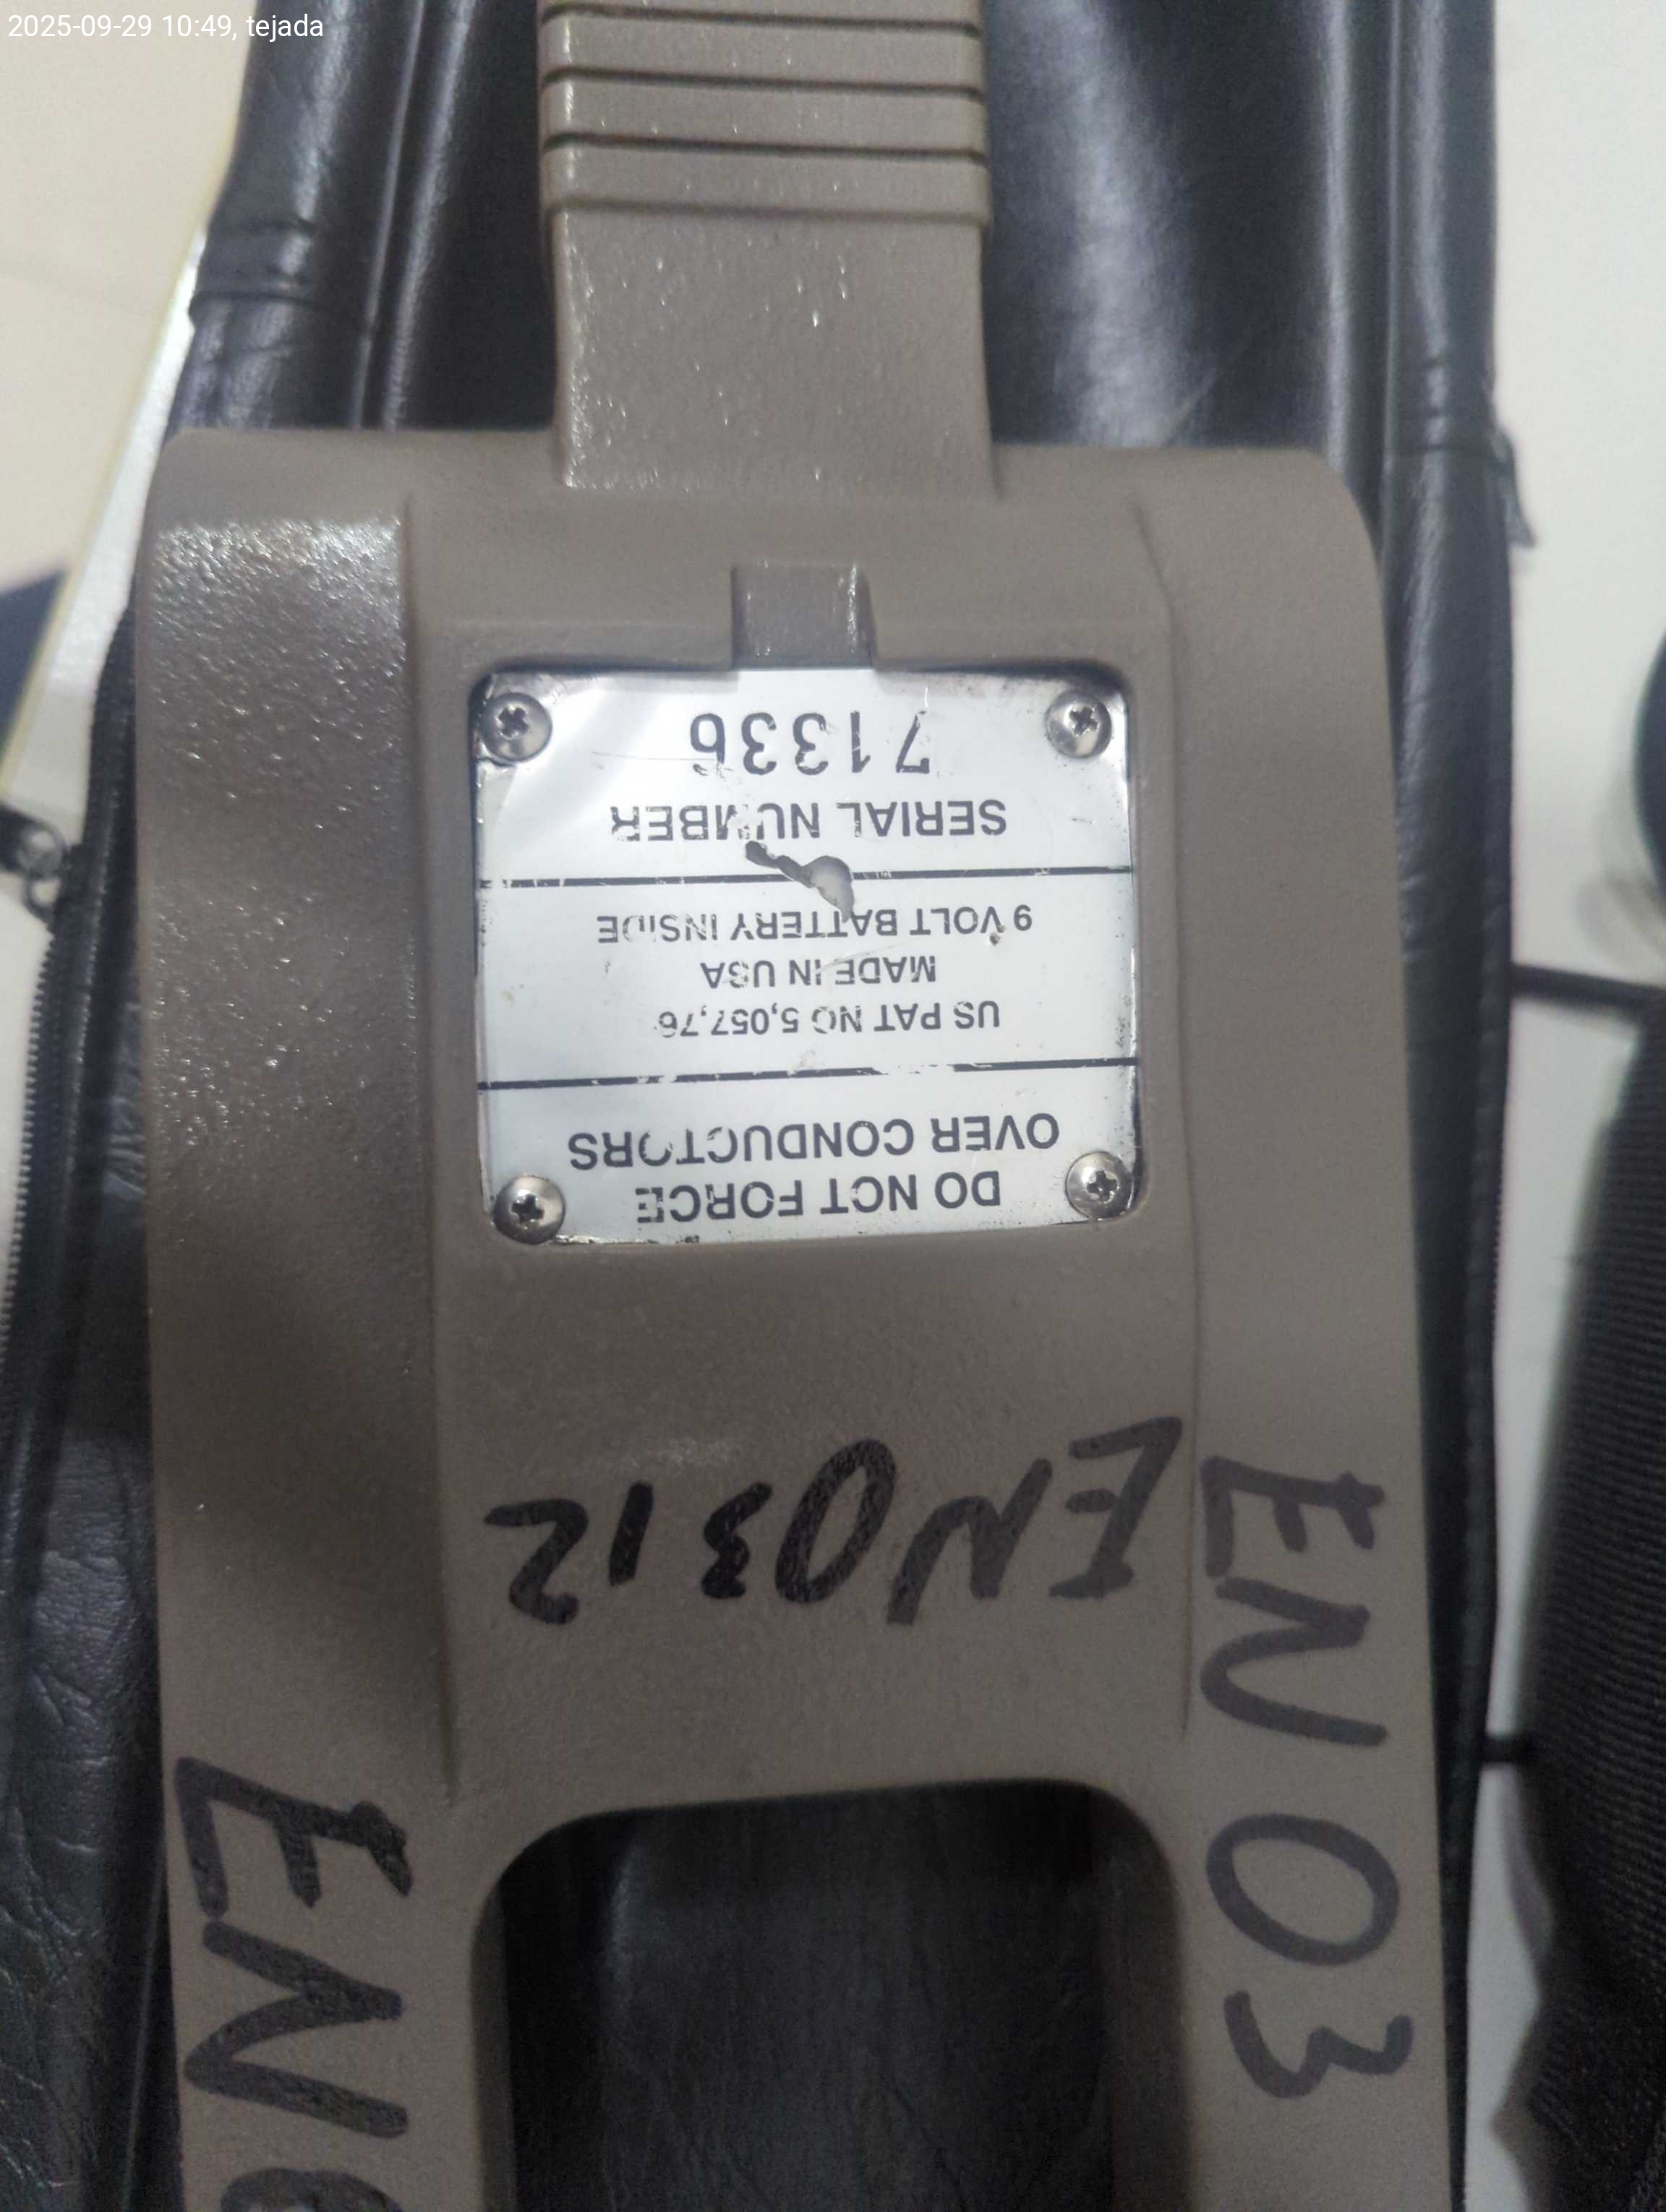 2025-09-29 10:49, tejada
DO NOT FORCE
OVER CONDUCTORS
US PAT NO 5,057,76
MADE IN USA
9 VOLT BATTERY INSIDE
SERIAL NUMBER
71336
EN0312
EN03
EN0